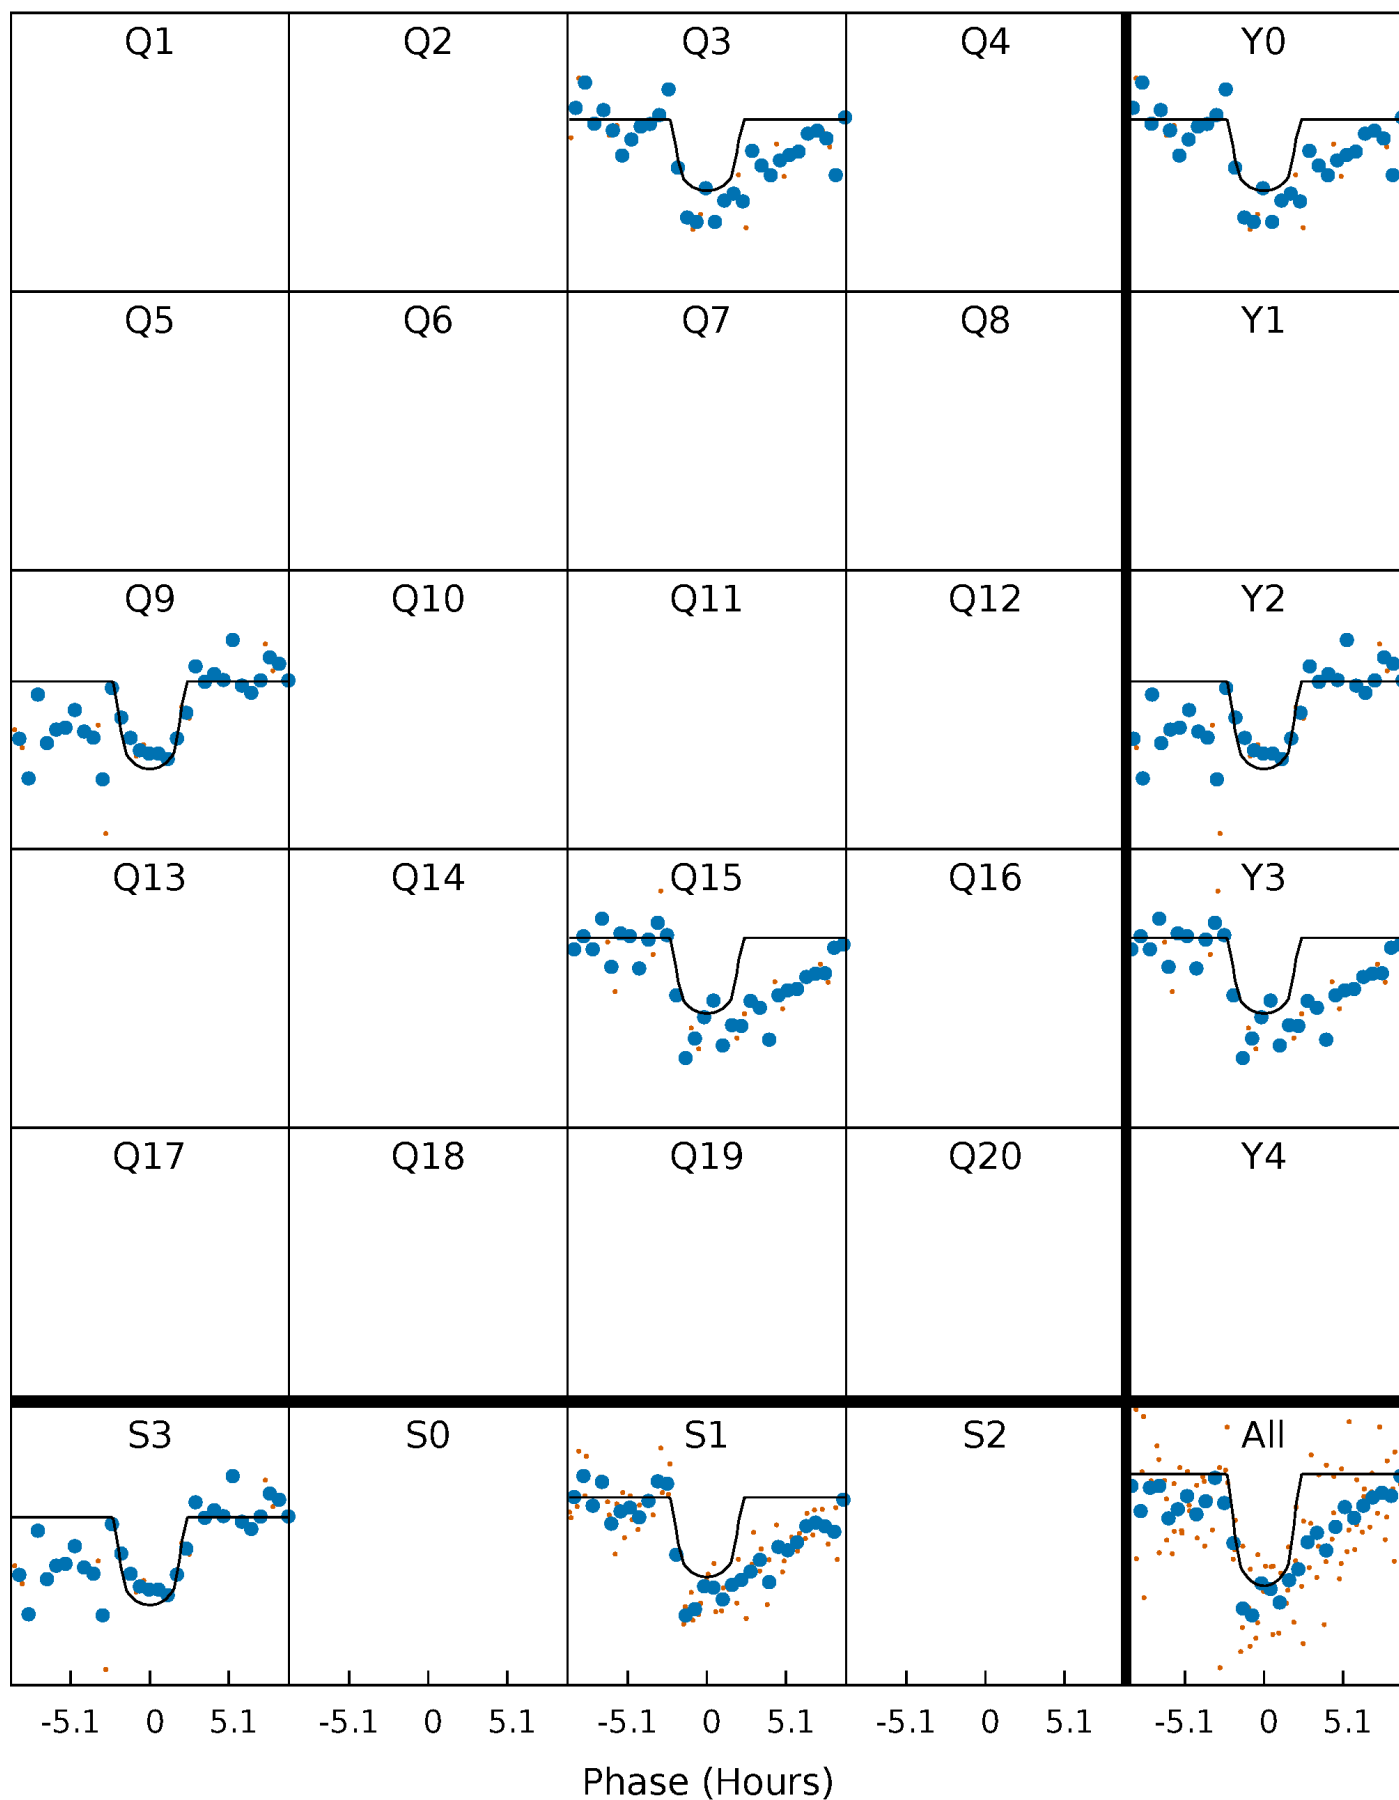 Q1 Q2 Q3 Q4 Y0
Q5 Q6 Q7 Q8 Y1
Q9 Q10 Q11 Q12 Y2
Q13 Q14 Q15 Q16 Y3
Q17 Q18 Q19 Q20 Y4
S3 S0 S1 S2 All
-5.1 0 5.1 -5.1 0 5.1 -5.1 0 5.1 -5.1 0 5.1 -5.1 0 5.1
Phase (Hours)